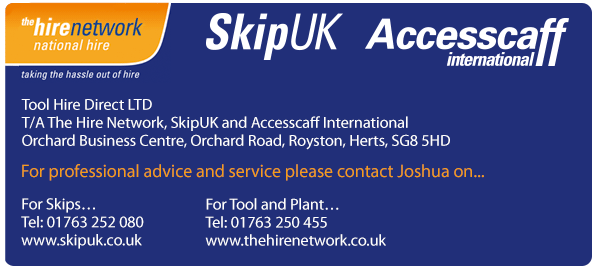 the hirenetwork
national hire
taking the hassle out of hire
SkipUK
Accesscaff
international
Tool Hire Direct LTD
T/A The Hire Network, SkipUK and Accesscaff International
Orchard Business Centre, Orchard Road, Royston, Herts, SG8 5HD
For professional advice and service please contact Joshua on...
For Skips…
Tel: 01763 252 080
www.skipuk.co.uk
For Tool and Plant…
Tel: 01763 250 455
www.thehirenetwork.co.uk